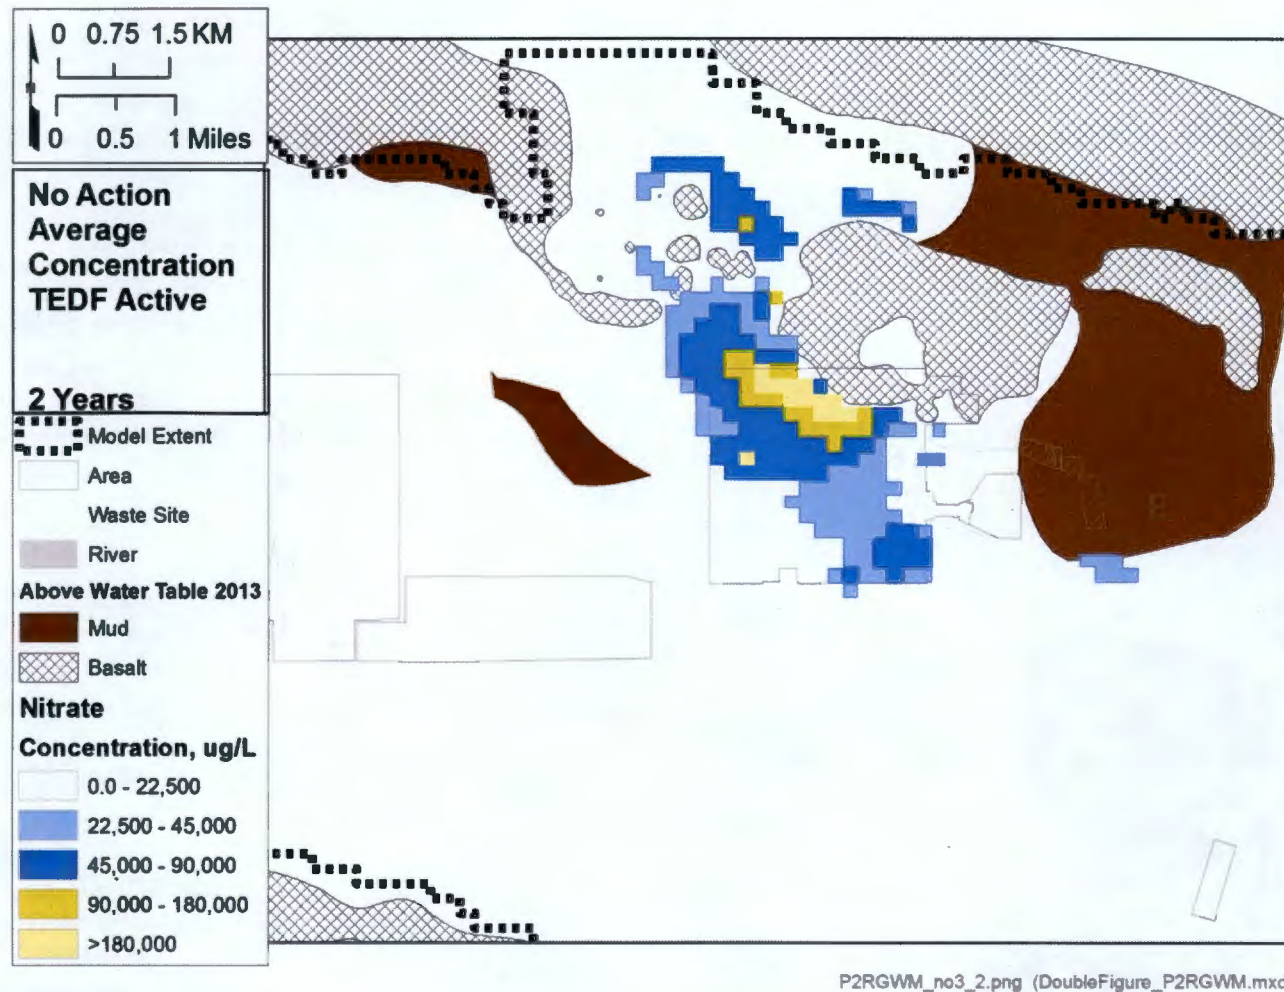 0 0.75 1.5 KM
0 0.5 1 Miles
No Action
Average
Concentration
TEDF Active
2 Years
Model Extent
Area
Waste Site
River
Above Water Table 2013
Mud
Basalt
Nitrate
Concentration, ug/L
0.0 - 22,500
22,500 - 45,000
45,000 - 90,000
90,000 - 180,000
>180,000
P2RGWM_no3_2.png (DoubleFigure_P2RGWM.mxd